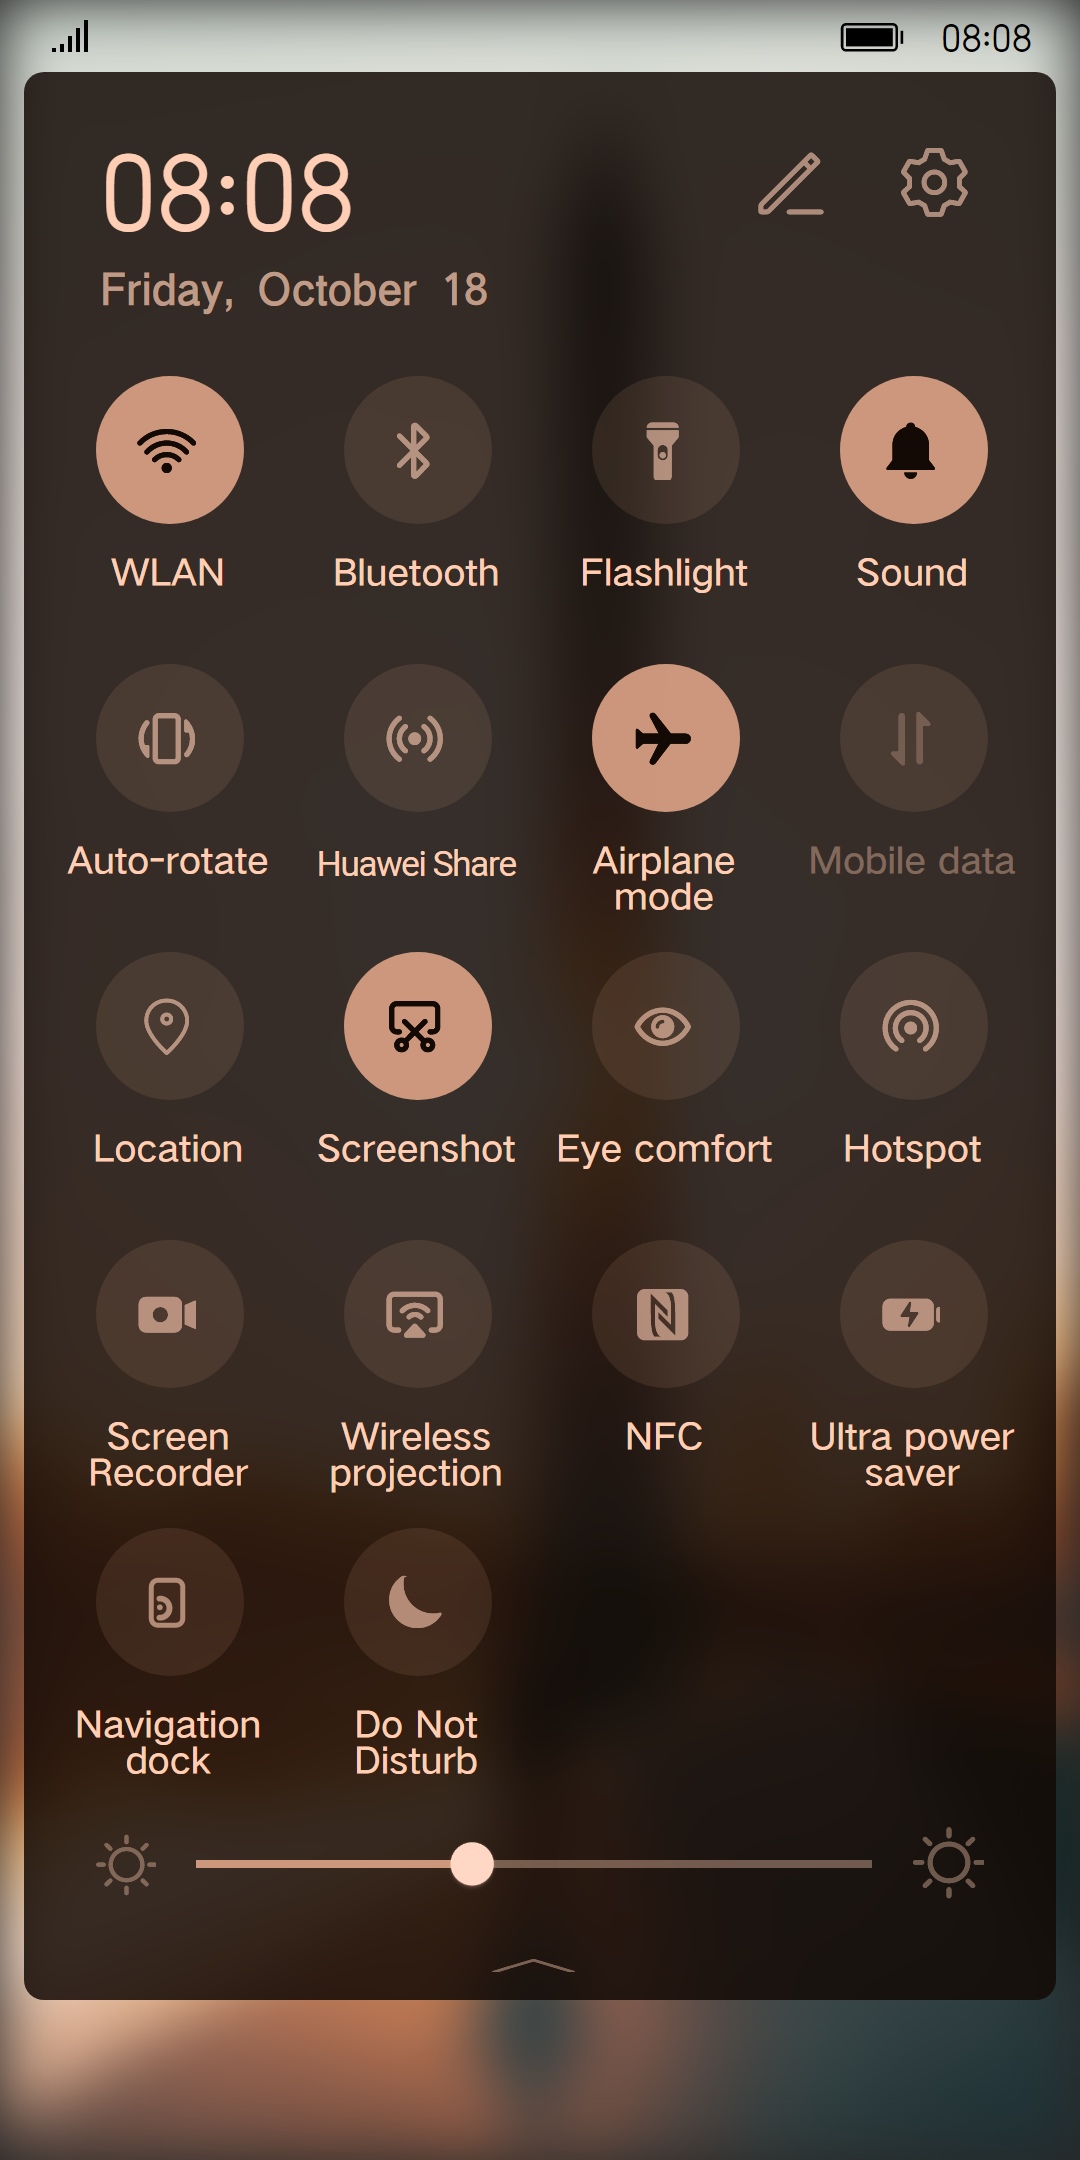 08:08
08:08
Friday, October 18
WLAN
Bluetooth
Flashlight
Sound
Auto-rotate
Huawei Share
Airplane
mode
Mobile data
Location
Screenshot
Eye comfort
Hotspot
Screen
Recorder
Wireless
projection
NFC
Ultra power
saver
Navigation
dock
Do Not
Disturb